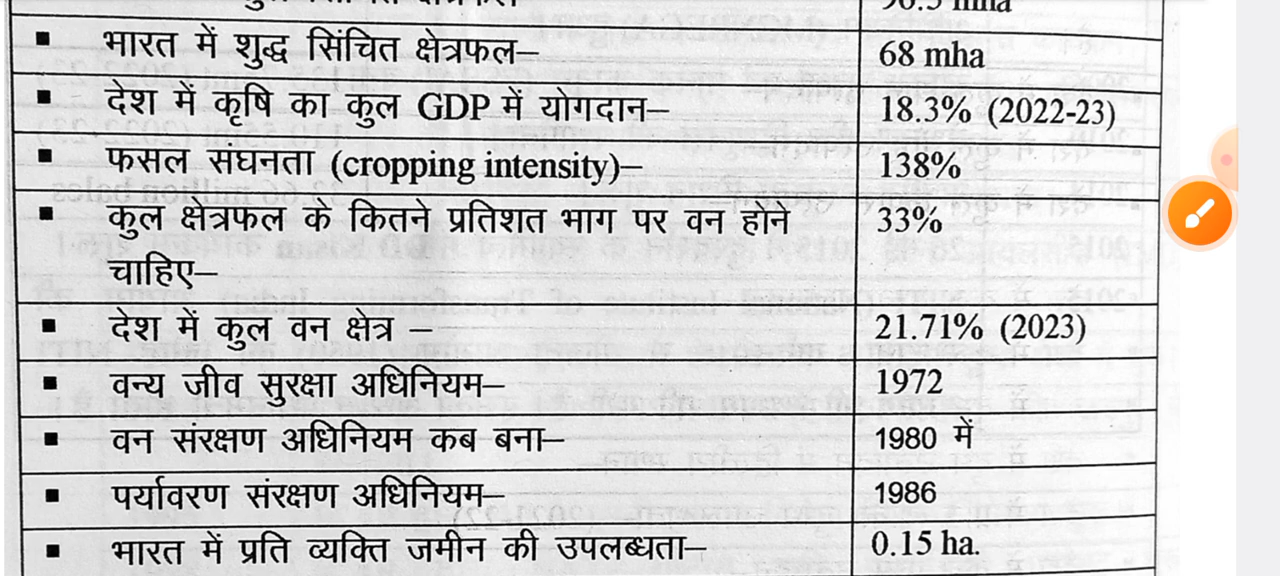 ▪ भारत में शुद्ध सिंचित क्षेत्रफल– 68 mha
▪ देश में कृषि का कुल GDP में योगदान– 18.3% (2022-23)
▪ फसल सघनता (cropping intensity)– 138%
▪ कुल क्षेत्रफल के कितने प्रतिशत भाग पर वन होने 33%
चाहिए–
▪ देश में कुल वन क्षेत्र – 21.71% (2023)
▪ वन्य जीव सुरक्षा अधिनियम– 1972
▪ वन संरक्षण अधिनियम कब बना– 1980 में
▪ पर्यावरण संरक्षण अधिनियम– 1986
▪ भारत में प्रति व्यक्ति जमीन की उपलब्धता– 0.15 ha.